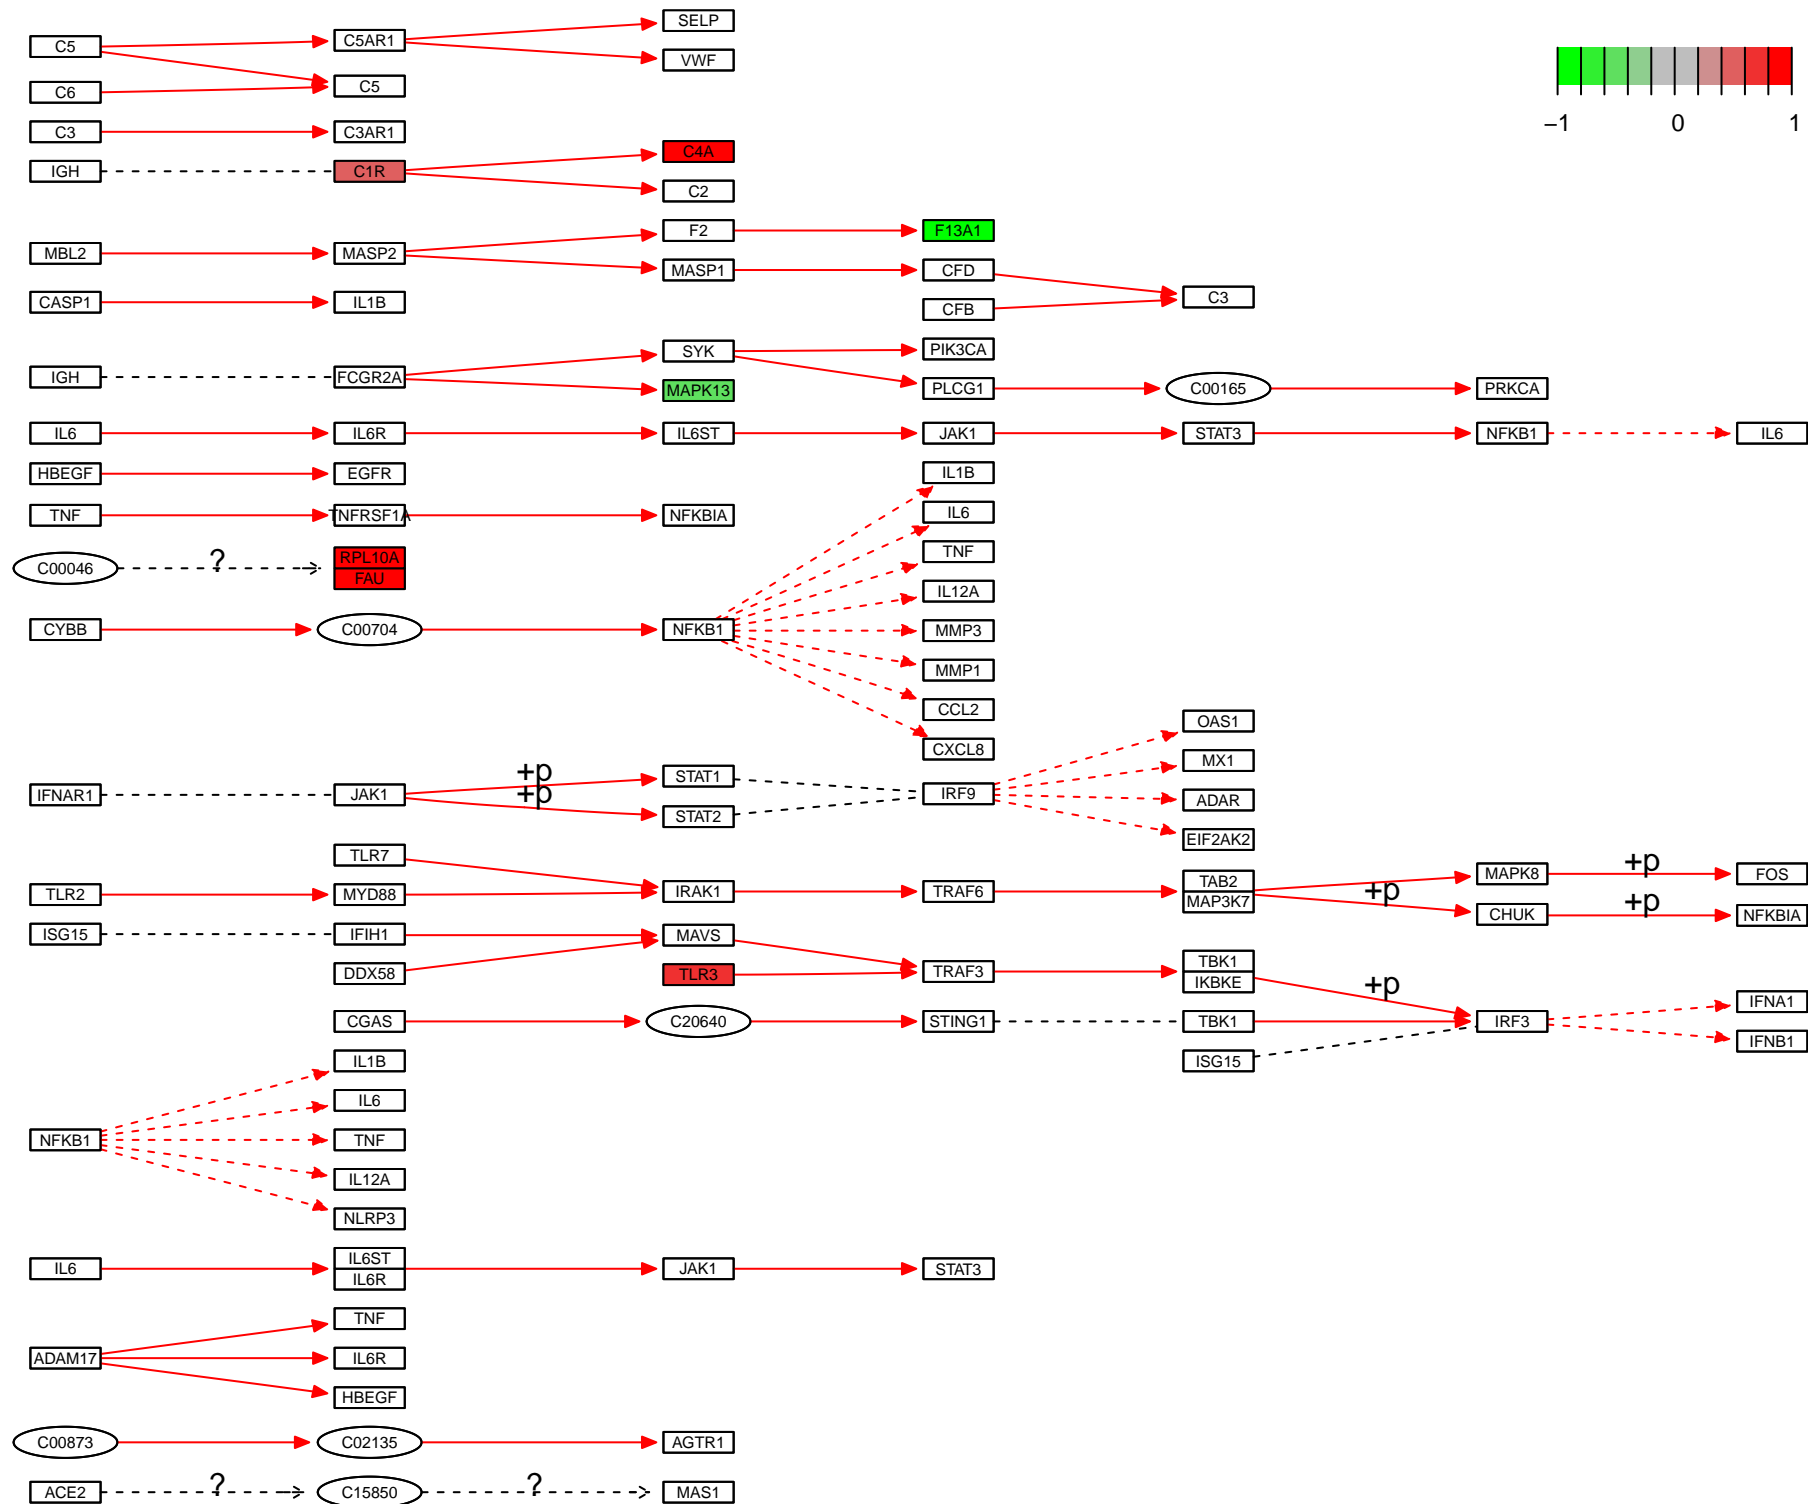 SELP
C5
C5AR1
VWF
C6
C5
C3
C3AR1
C4A
IGH
C1R
C2
−1
0
1
F2
F13A1
MBL2
MASP2
MASP1
CFD
CASP1
IL1B
C3
CFB
SYK
PIK3CA
IGH
FCGR2A
MAPK13
PLCG1
C00165
PRKCA
IL6
IL6R
IL6ST
JAK1
STAT3
NFKB1
IL6
HBEGF
EGFR
IL1B
TNF
TNFRSF1A
NFKBIA
IL6
TNF
C00046
?
RPL10A
FAU
IL12A
CYBB
C00704
NFKB1
MMP3
MMP1
CCL2
CXCL8
OAS1
MX1
IFNAR1
JAK1
+p
+p
STAT1
STAT2
IRF9
ADAR
EIF2AK2
TLR7
TLR2
MYD88
IRAK1
TRAF6
TAB2
MAP3K7
+p
MAPK8
+p
FOS
CHUK
+p
NFKBIA
ISG15
IFIH1
MAVS
DDX58
TLR3
TRAF3
TBK1
IKBKE
+p
CGAS
C20640
STING1
TBK1
IRF3
IFNA1
IFNB1
ISG15
IL1B
IL6
NFKB1
TNF
IL12A
NLRP3
IL6
IL6ST
IL6R
JAK1
STAT3
TNF
ADAM17
IL6R
HBEGF
C00873
C02135
AGTR1
ACE2
?
C15850
?
MAS1